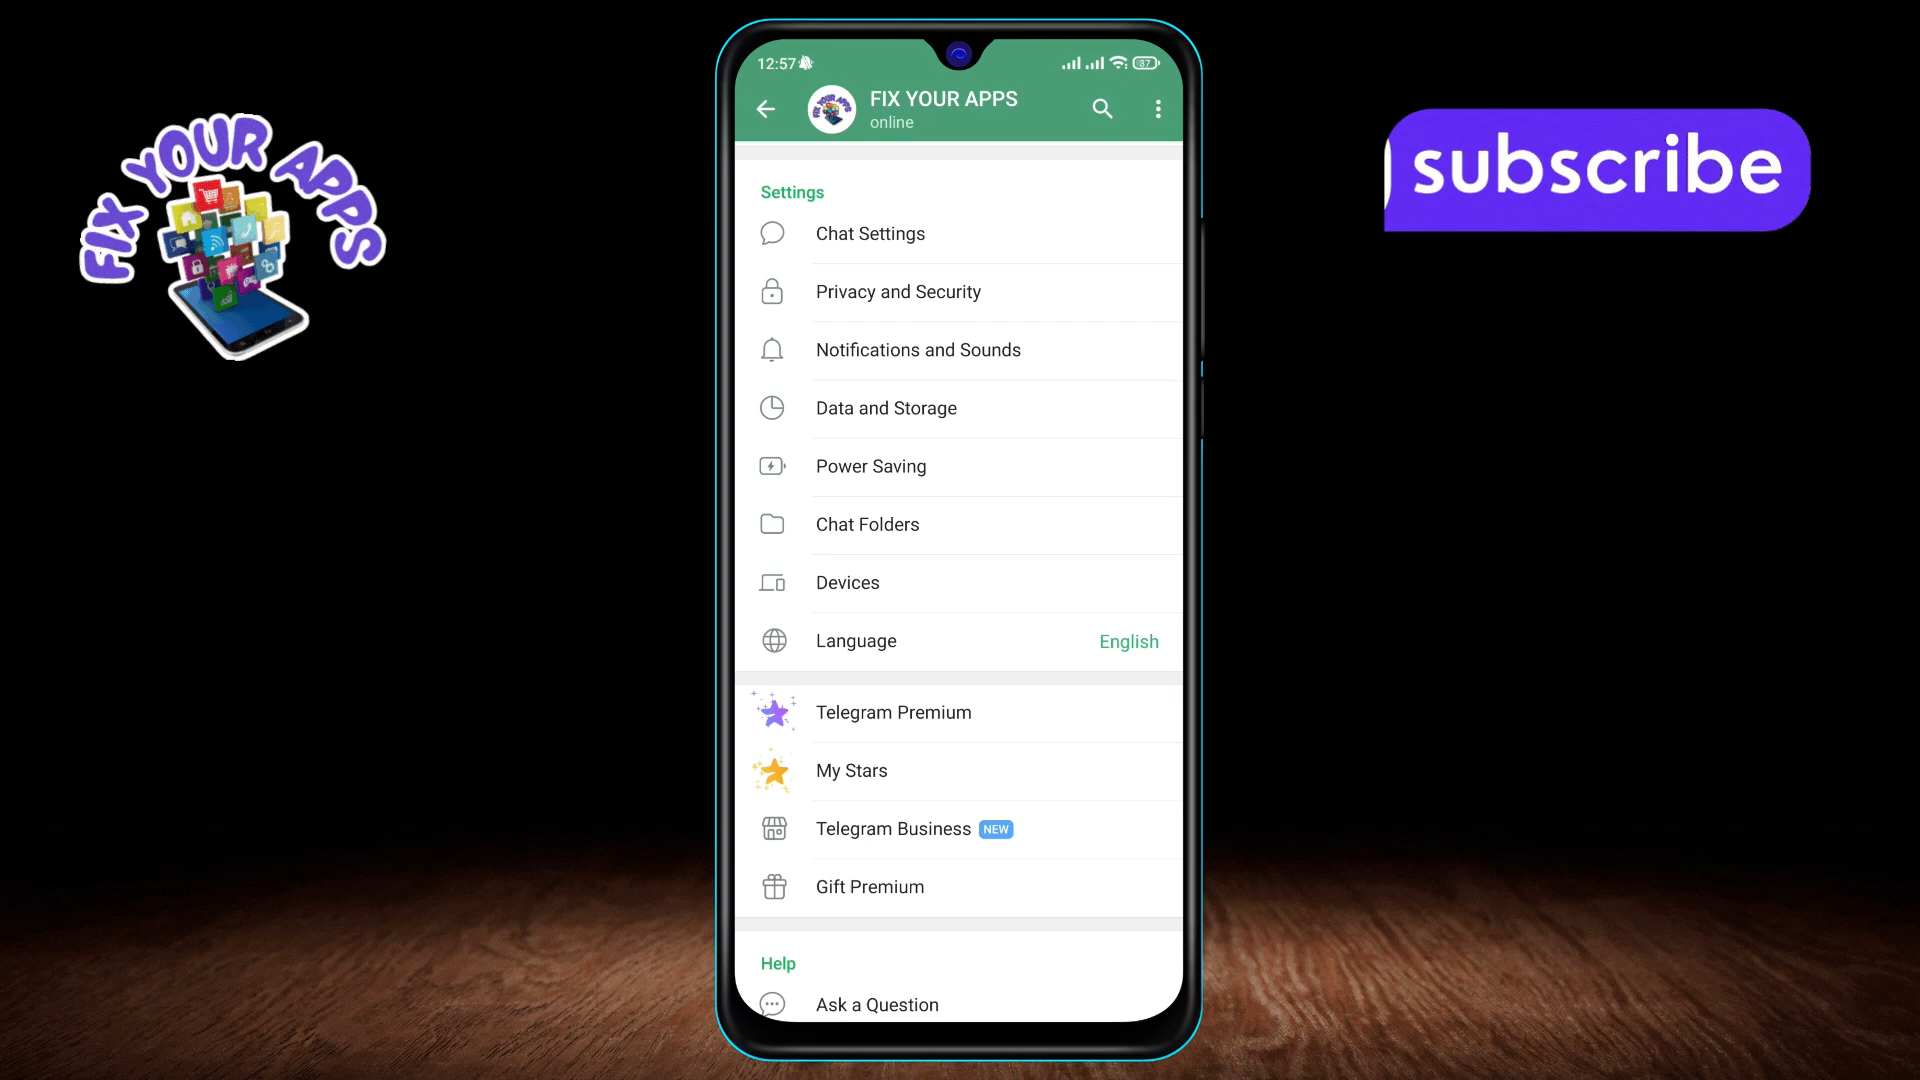 FIX YOUR APPS
subscribe
12:57
37
FIX YOUR APPS
online
Settings
Chat Settings
Privacy and Security
Notifications and Sounds
Data and Storage
Power Saving
Chat Folders
Devices
Language English
Telegram Premium
My Stars
Telegram Business NEW
Gift Premium
Help
Ask a Question